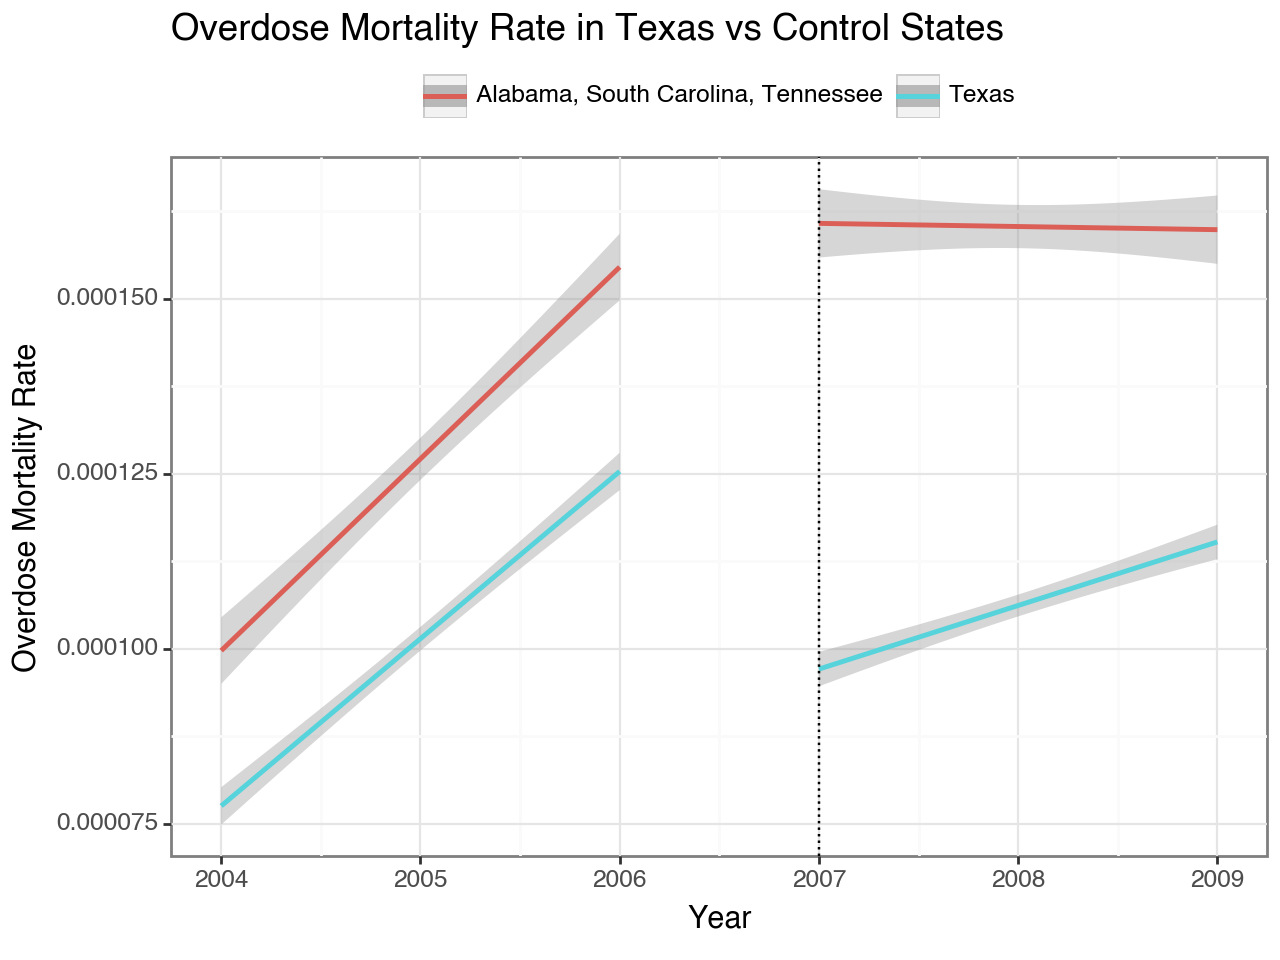 Overdose Mortality Rate in Texas vs Control States
Alabama, South Carolina, Tennessee
Texas
Overdose Mortality Rate
0.000150
0.000125
0.000100
0.000075
2004
2005
2006
2007
2008
2009
Year